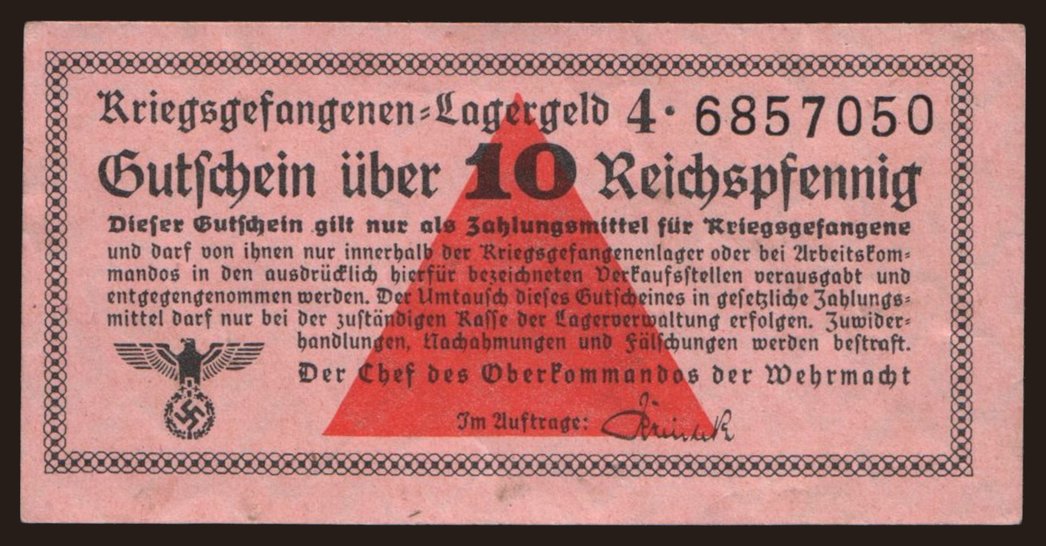 Kriegsgefangenen-Lagergeld 4· 6857050
Gutschein über 10 Reichspfennig
Dieser Gutschein gilt nur als Zahlungsmittel für Kriegsgefangene
und darf von ihnen nur innerhalb der Kriegsgefangenenlager oder bei Arbeitskom-
mandos in den ausdrücklich hierfür bezeichneten Verkaufsstellen verausgabt und
entgegengenommen werden. Der Umtausch dieses Gutscheines in gesetzliche Zahlungs-
mittel darf nur bei der zuständigen Kasse der Lagerverwaltung erfolgen. Zuwider-
handlungen, Nachahmungen und Fälschungen werden bestraft.
Der Chef des Oberkommandos der Wehrmacht
Im Auftrage: